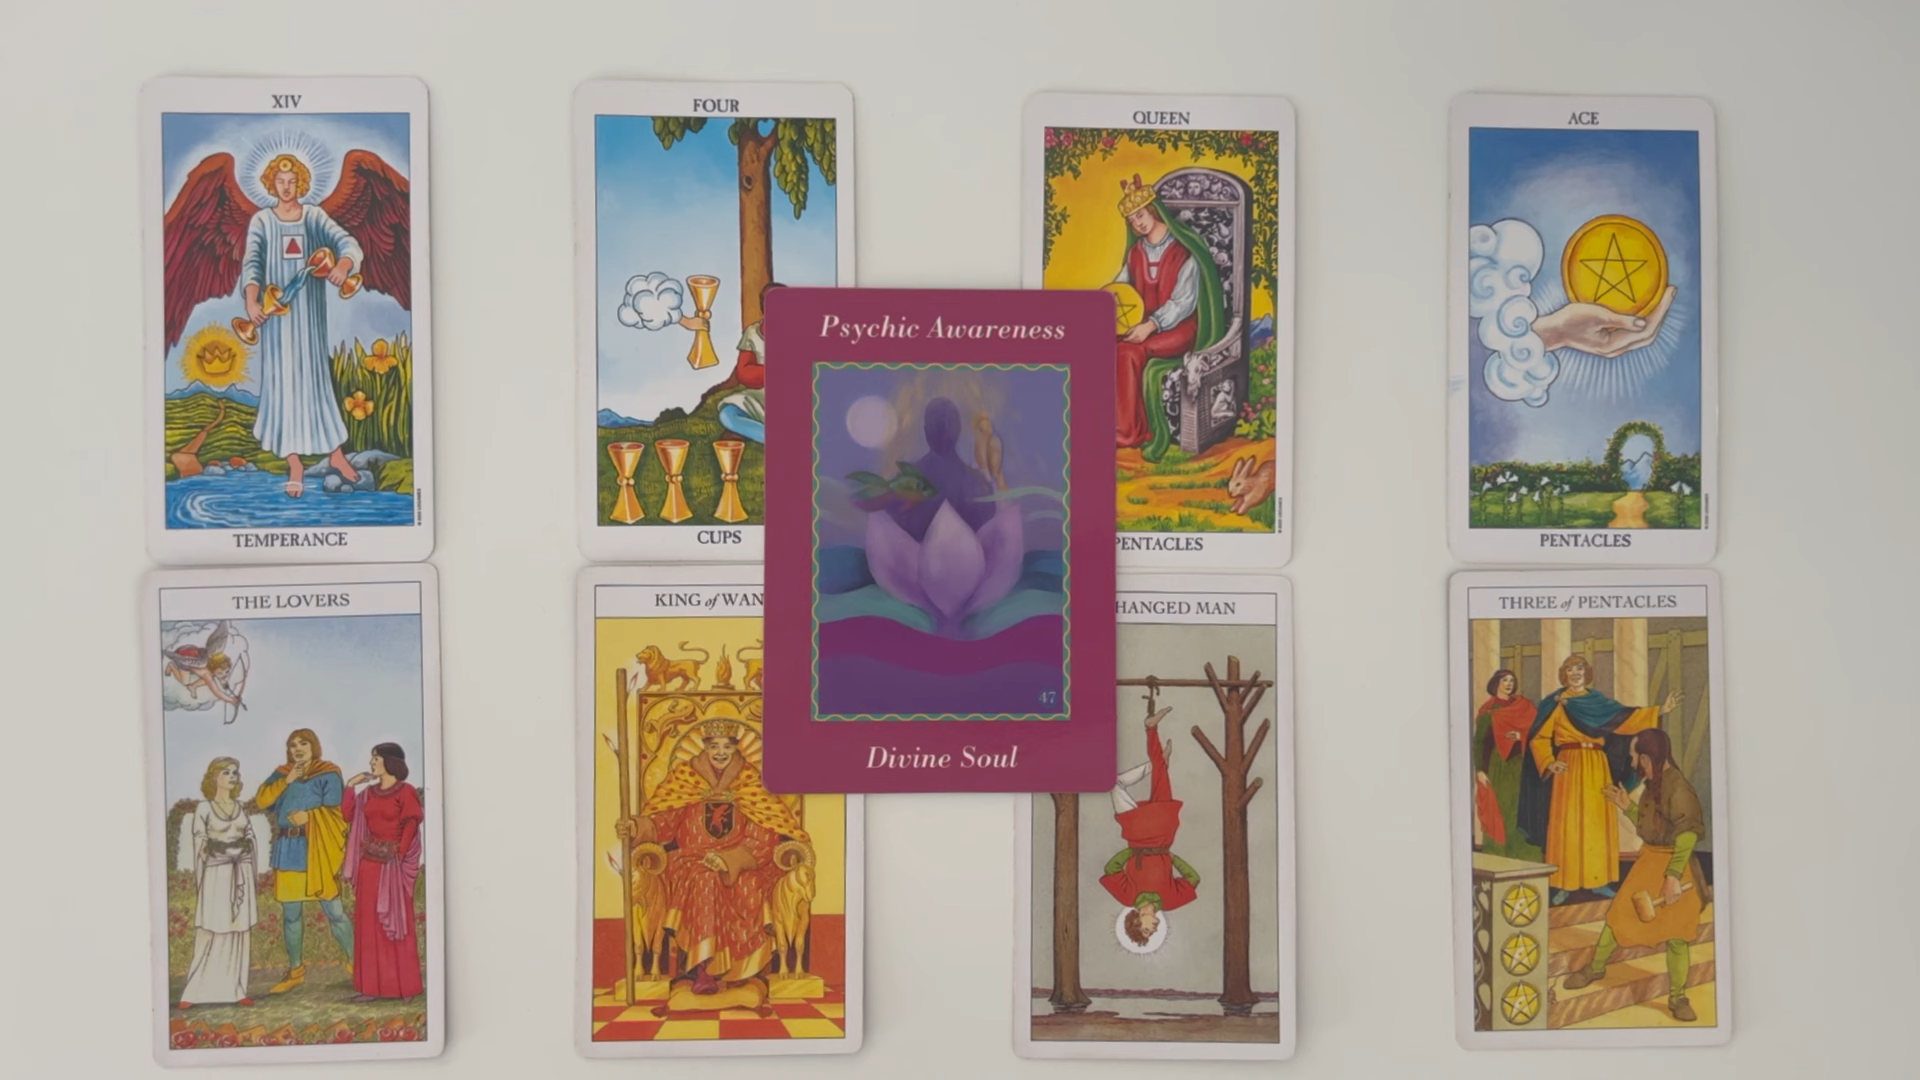 XIV
TEMPERANCE
FOUR
CUPS
QUEEN
PENTACLES
ACE
PENTACLES
Psychic Awareness
47
Divine Soul
THE LOVERS
KING of WAN
HANGED MAN
THREE of PENTACLES